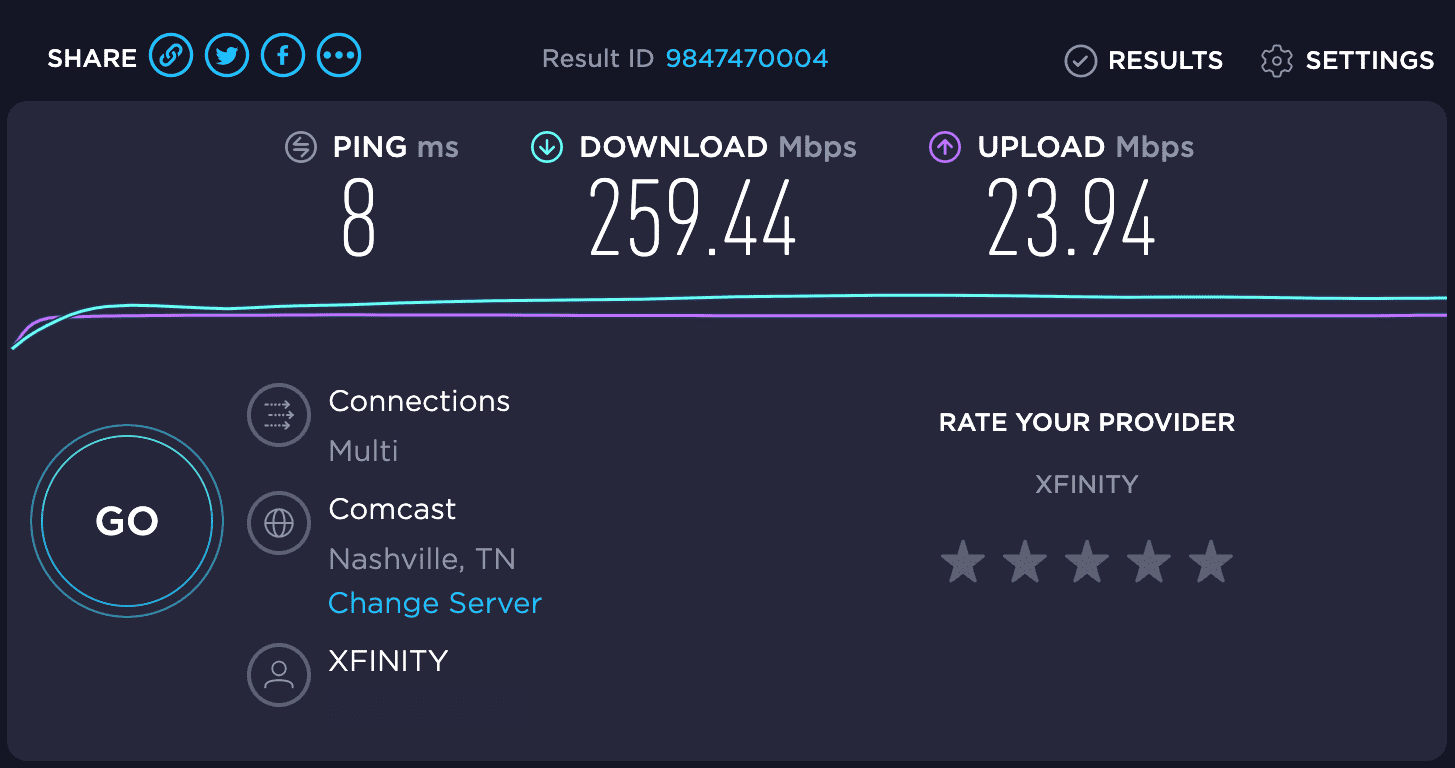 SHARE Result ID 9847470004 RESULTS SETTINGS
PING ms DOWNLOAD Mbps UPLOAD Mbps
8 259.44 23.94
Connections
Multi
Comcast
Nashville, TN
Change Server
XFINITY
GO
RATE YOUR PROVIDER
XFINITY